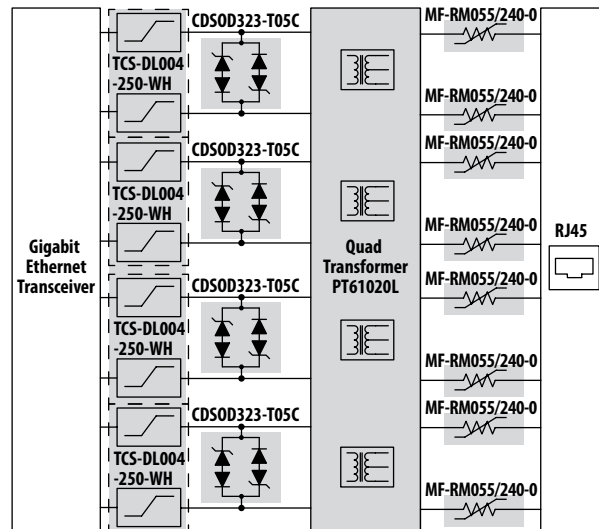 CDSOD323-T05C
MF-RM055/240-0
TCS-DL004
-250-WH
MF-RM055/240-0
CDSOD323-T05C
MF-RM055/240-0
TCS-DL004
-250-WH
MF-RM055/240-0
Gigabit
Ethernet
Transceiver
Quad
Transformer
PT61020L
RJ45
CDSOD323-T05C
MF-RM055/240-0
TCS-DL004
-250-WH
MF-RM055/240-0
CDSOD323-T05C
MF-RM055/240-0
TCS-DL004
-250-WH
MF-RM055/240-0